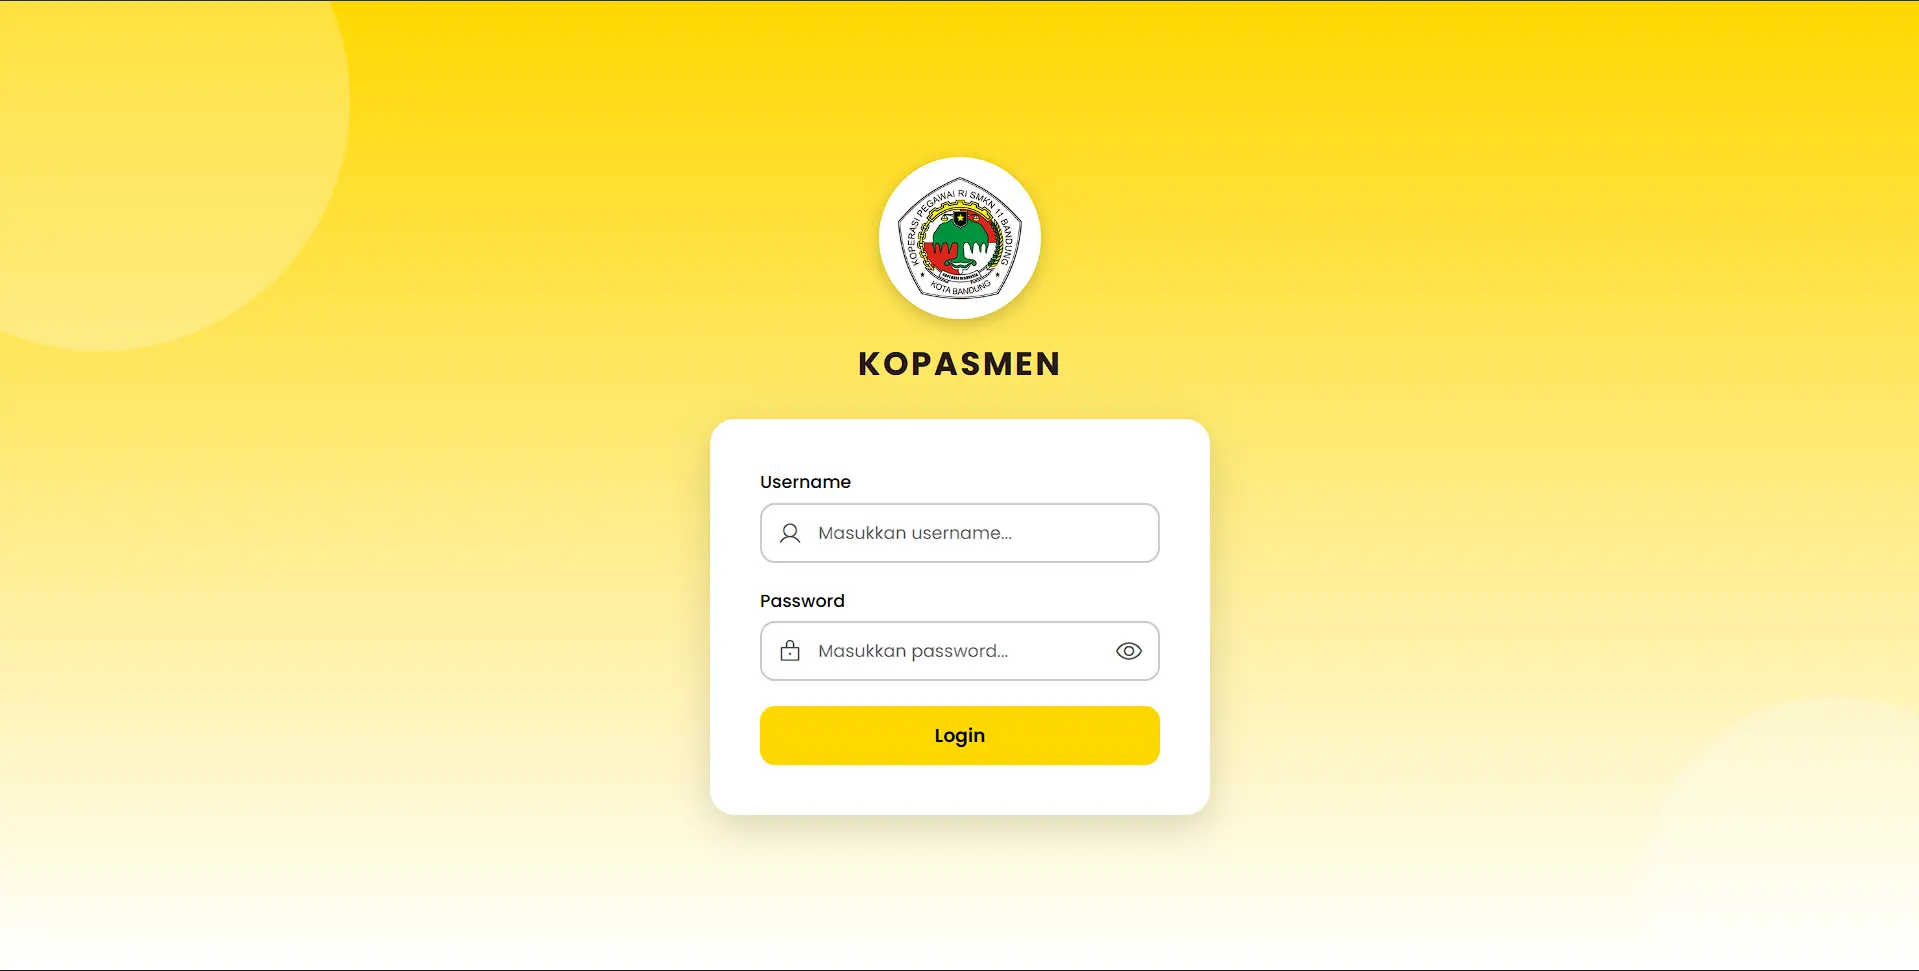 KOPERASI PEGAWAI RI SMKN 11 BANDUNG
KOTA BANDUNG
KOPASMEN
Username
Masukkan username...
Password
Masukkan password...
Login